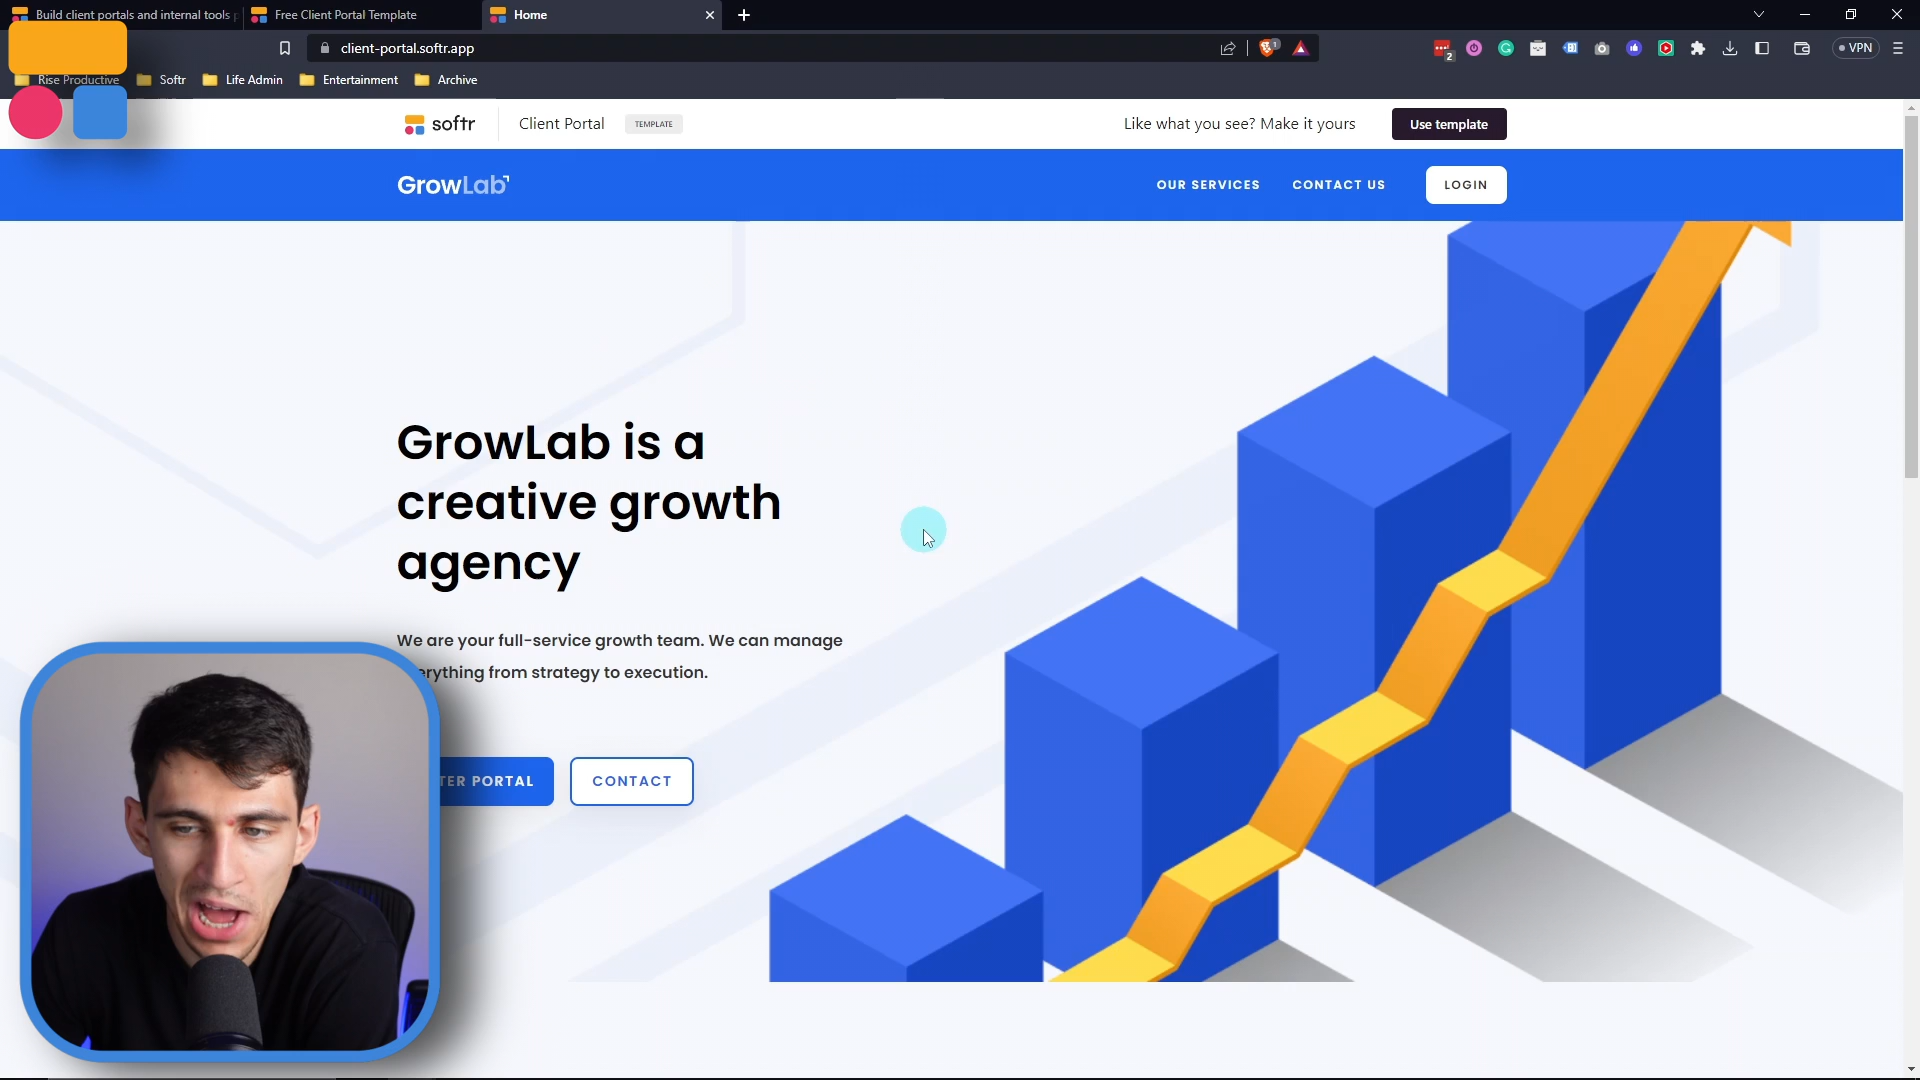 Build client portals and internal tools
Free Client Portal Template
Home
client-portal.softr.app
VPN
Rise Productive
Softr
Life Admin
Entertainment
Archive
softr
Client Portal
TEMPLATE
Like what you see? Make it yours
Use template
GrowLab
OUR SERVICES
CONTACT US
LOGIN
GrowLab is a
creative growth
agency
We are your full-service growth team. We can manage
erything from strategy to execution.
TER PORTAL
CONTACT